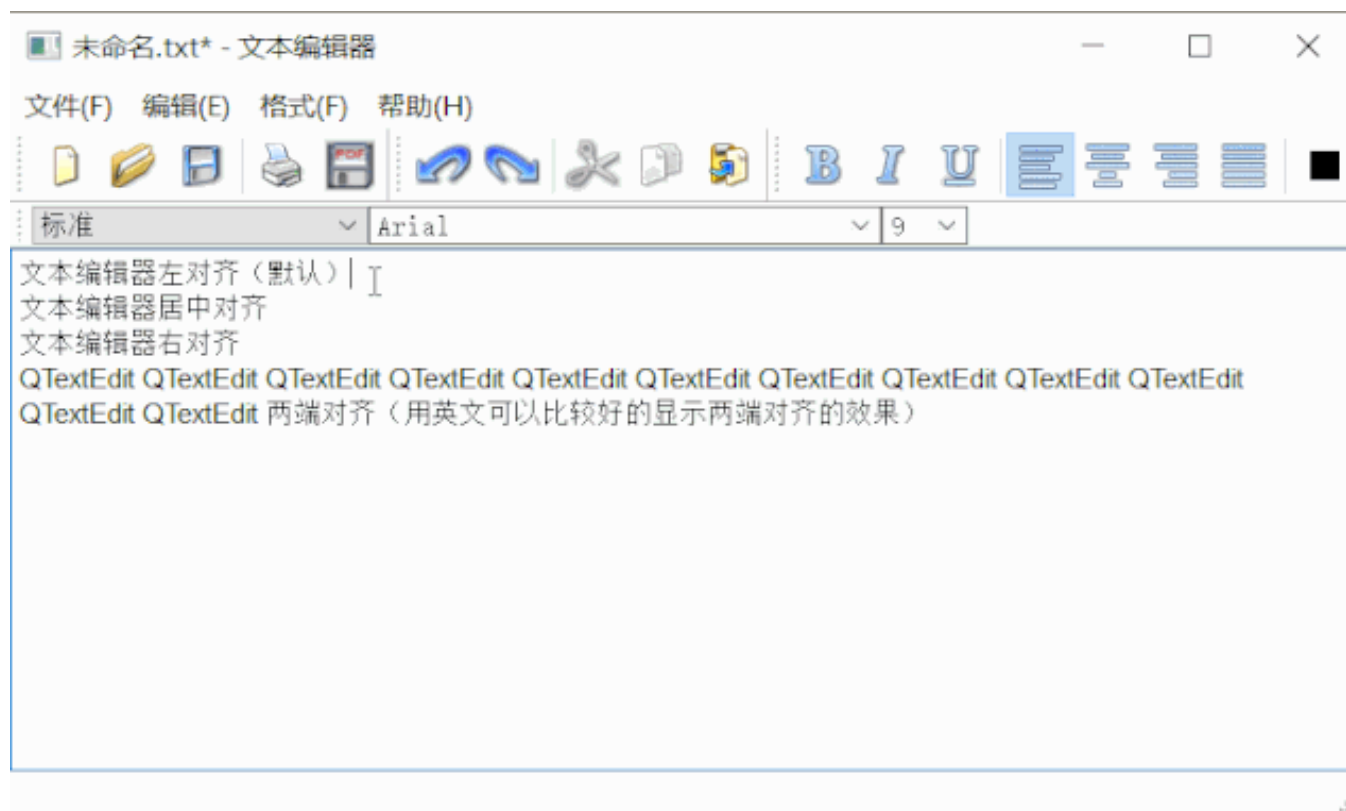 未命名.txt* - 文本编辑器
文件(F) 编辑(E) 格式(F) 帮助(H)
PDF
B I U
标准 Arial 9
文本编辑器左对齐（默认）
文本编辑器居中对齐
文本编辑器右对齐
QTextEdit QTextEdit QTextEdit QTextEdit QTextEdit QTextEdit QTextEdit QTextEdit QTextEdit QTextEdit
QTextEdit QTextEdit 两端对齐（用英文可以比较好的显示两端对齐的效果）